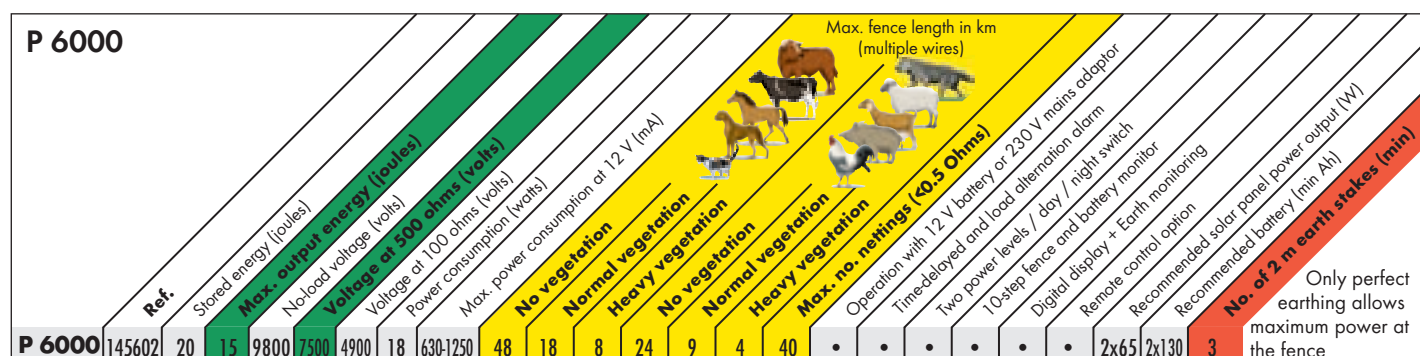 P 6000
Max. fence length in km
(multiple wires)
Ref.
Stored energy (joules)
Max. output energy (joules)
No-load voltage (volts)
Voltage at 500 ohms (volts)
Voltage at 100 ohms (volts)
Power consumption (watts)
Max. power consumption at 12 V (mA)
No vegetation
Normal vegetation
Heavy vegetation
No vegetation
Normal vegetation
Heavy vegetation
Max. no. nettings (<0.5 Ohms)
Operation with 12 V battery or 230 V mains adaptor
Time-delayed and load alternation alarm
Two power levels / day / night switch
10-step fence and battery monitor
Digital display + Earth monitoring
Remote control option
Recommended solar panel power output (W)
Recommended battery (min Ah)
No. of 2 m earth stakes (min)
Only perfect
earthing allows
maximum power at
the fence
P 6000 145602 20 15 9800 7500 4900 18 630-1250 48 18 8 24 9 4 40 • • • • • • 2x65 2x130 3